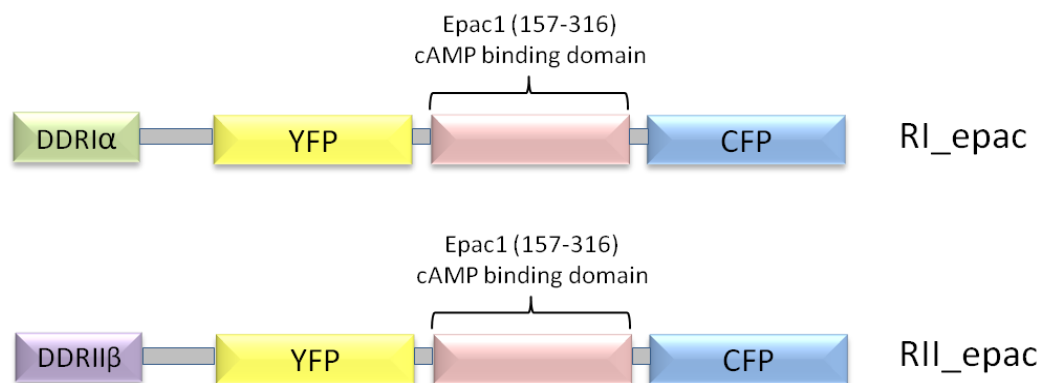 Epac1 (157-316)
cAMP binding domain
DDRIα YFP CFP RI_epac
Epac1 (157-316)
cAMP binding domain
DDRIIβ YFP CFP RII_epac